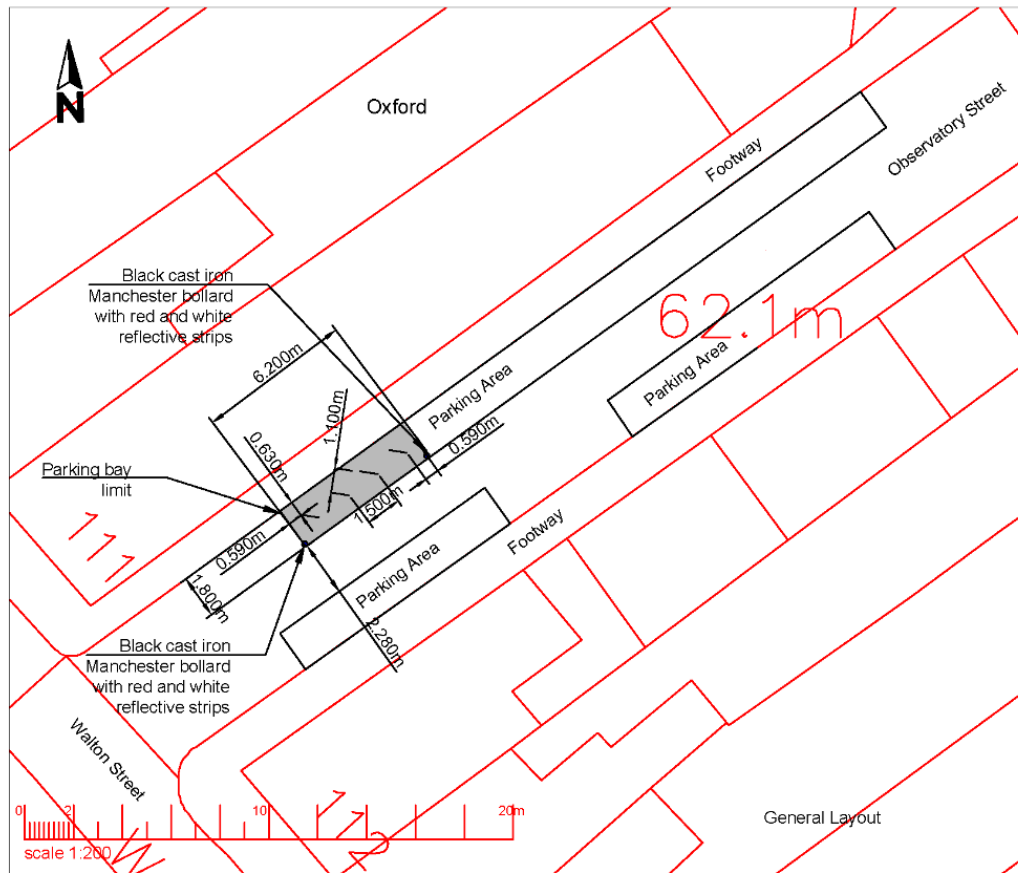 N
Oxford
Footway
Observatory Street
Black cast iron
Manchester bollard
with red and white
reflective strips
62.1m
6.200m
1.100m
Parking Area
Parking Area
0.630m
0.590m
Parking bay
limit
1.500m
111
0.590m
Footway
1.800m
Parking Area
2.280m
Black cast iron
Manchester bollard
with red and white
reflective strips
Walton Street
0 2 10 20m
scale 1:200
W
112
General Layout